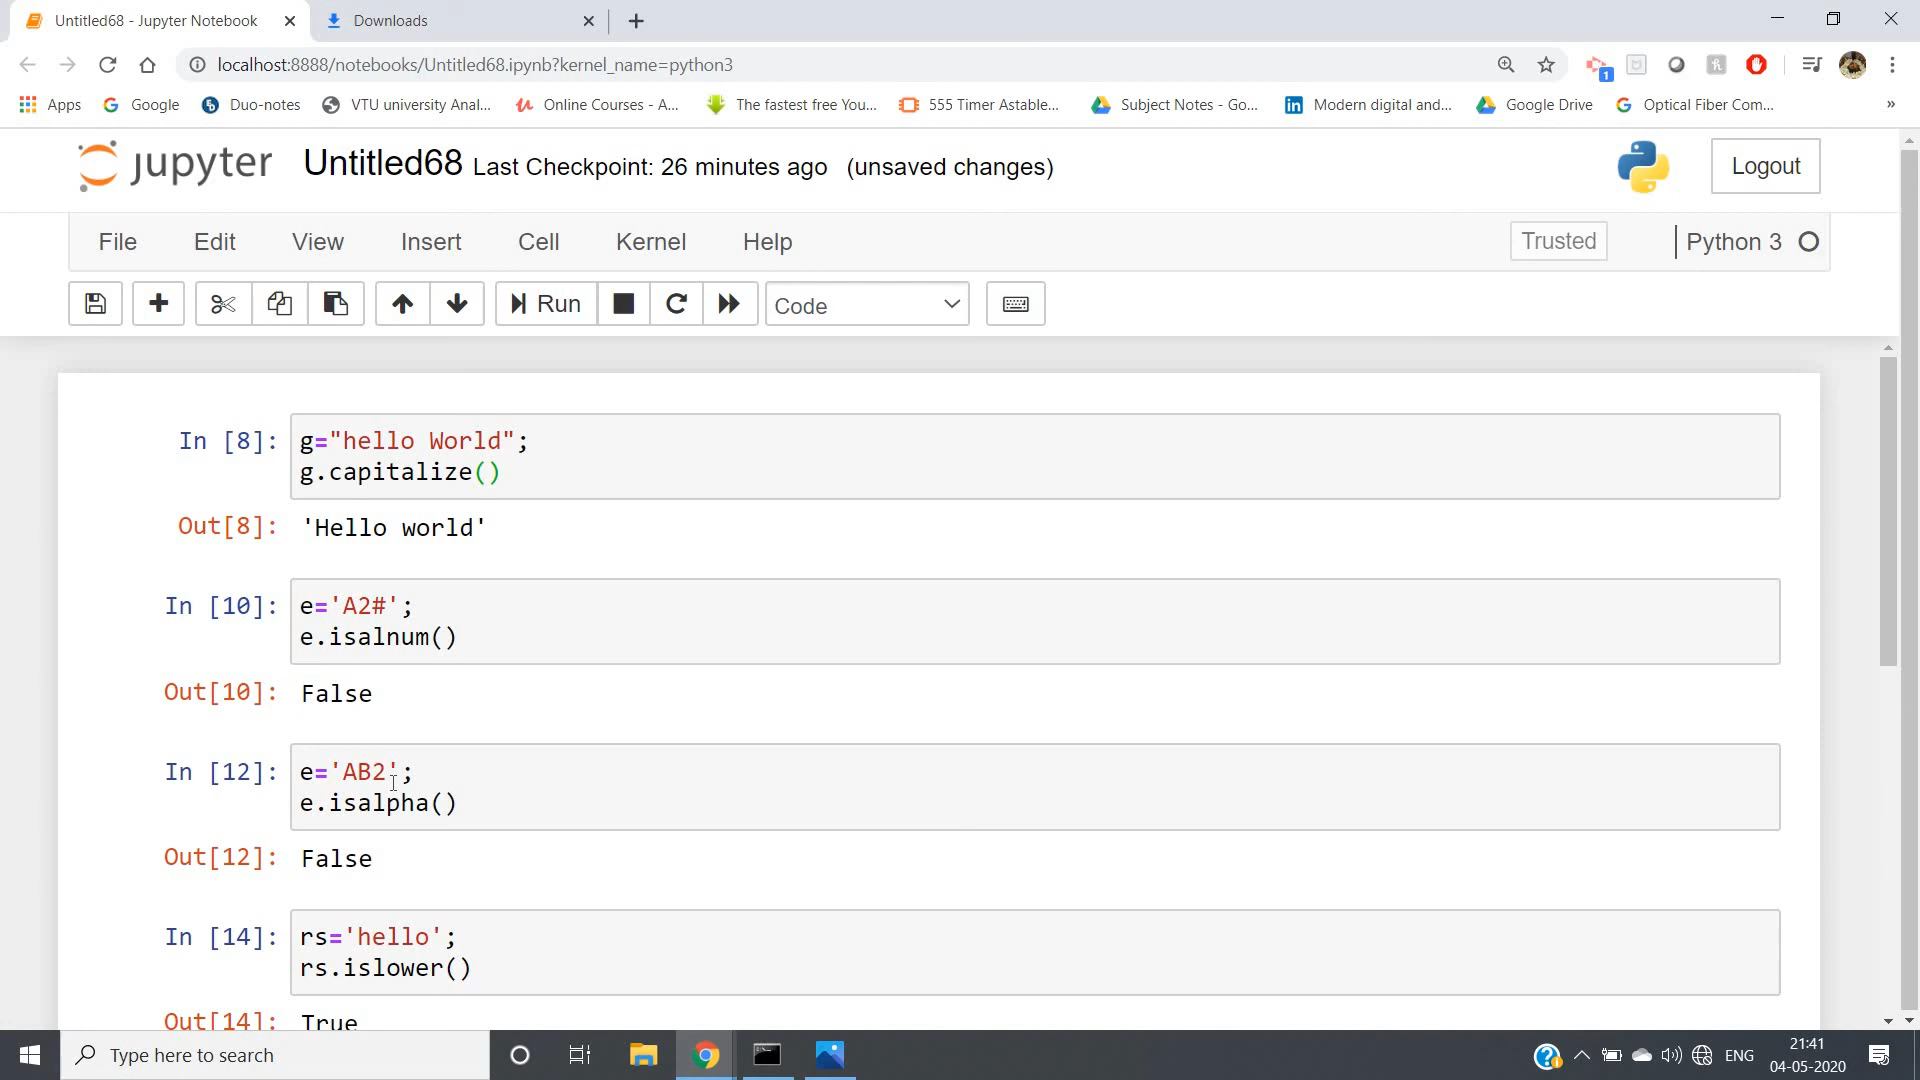 Untitled68 - Jupyter Notebook
Downloads
localhost:8888/notebooks/Untitled68.ipynb?kernel_name=python3
1
Apps
Google
Duo-notes
VTU university Anal...
Online Courses - A...
The fastest free You...
555 Timer Astable...
Subject Notes - Go...
Modern digital and...
Google Drive
Optical Fiber Com...
»
jupyter Untitled68 Last Checkpoint: 26 minutes ago (unsaved changes)
Logout
File Edit View Insert Cell Kernel Help
Trusted
Python 3
Run
Code
In [8]: g="hello World";
g.capitalize()
Out[8]: 'Hello world'
In [10]: e='A2#';
e.isalnum()
Out[10]: False
In [12]: e='AB2';
e.isalpha()
Out[12]: False
In [14]: rs='hello';
rs.islower()
Out[14]: True
Type here to search
ENG
21:41
04-05-2020